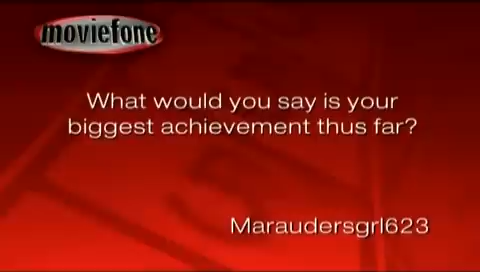 moviefone
What would you say is your
biggest achievement thus far?
Maraudersgrl623